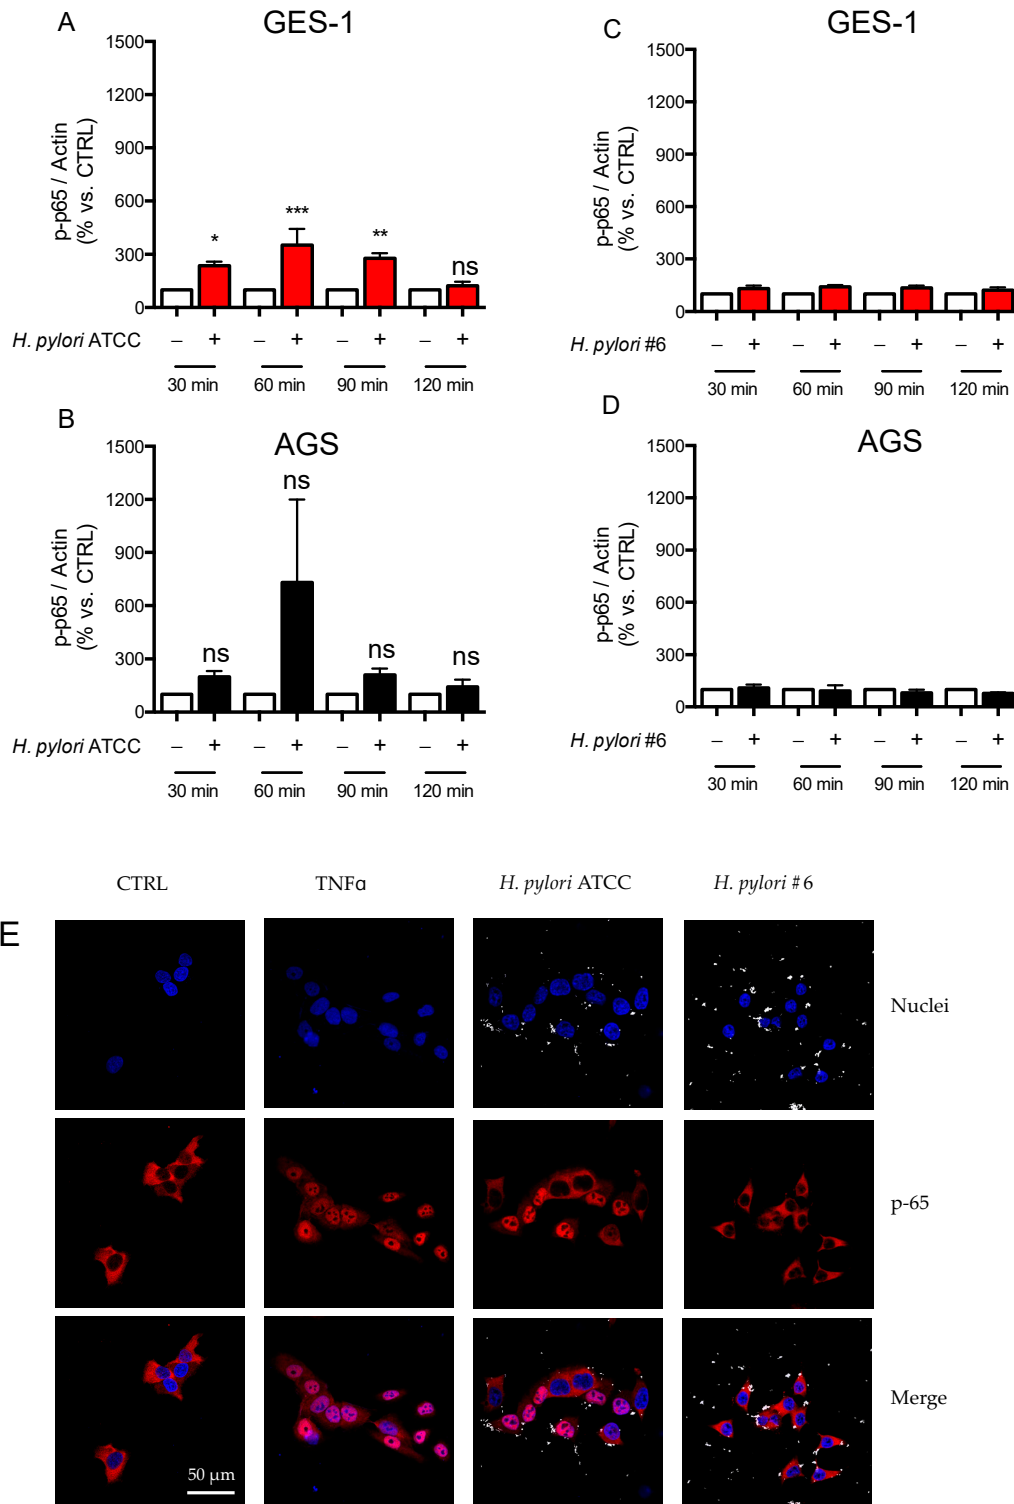 A
GES-1
1500
1200
900
600
300
0
p-p65 / Actin
(% vs. CTRL)
*
***
**
ns
H. pylori ATCC
– + – + – + – +
30 min 60 min 90 min 120 min
C
GES-1
1500
1200
900
600
300
0
p-p65 / Actin
(% vs. CTRL)
H. pylori #6
– + – + – + – +
30 min 60 min 90 min 120 min
B
AGS
1500
1200
900
600
300
0
p-p65 / Actin
(% vs. CTRL)
ns
ns
ns
ns
H. pylori ATCC
– + – + – + – +
30 min 60 min 90 min 120 min
D
AGS
1500
1200
900
600
300
0
p-p65 / Actin
(% vs. CTRL)
H. pylori #6
– + – + – + – +
30 min 60 min 90 min 120 min
E
CTRL TNFα H. pylori ATCC H. pylori #6
Nuclei
p-65
Merge
50 µm